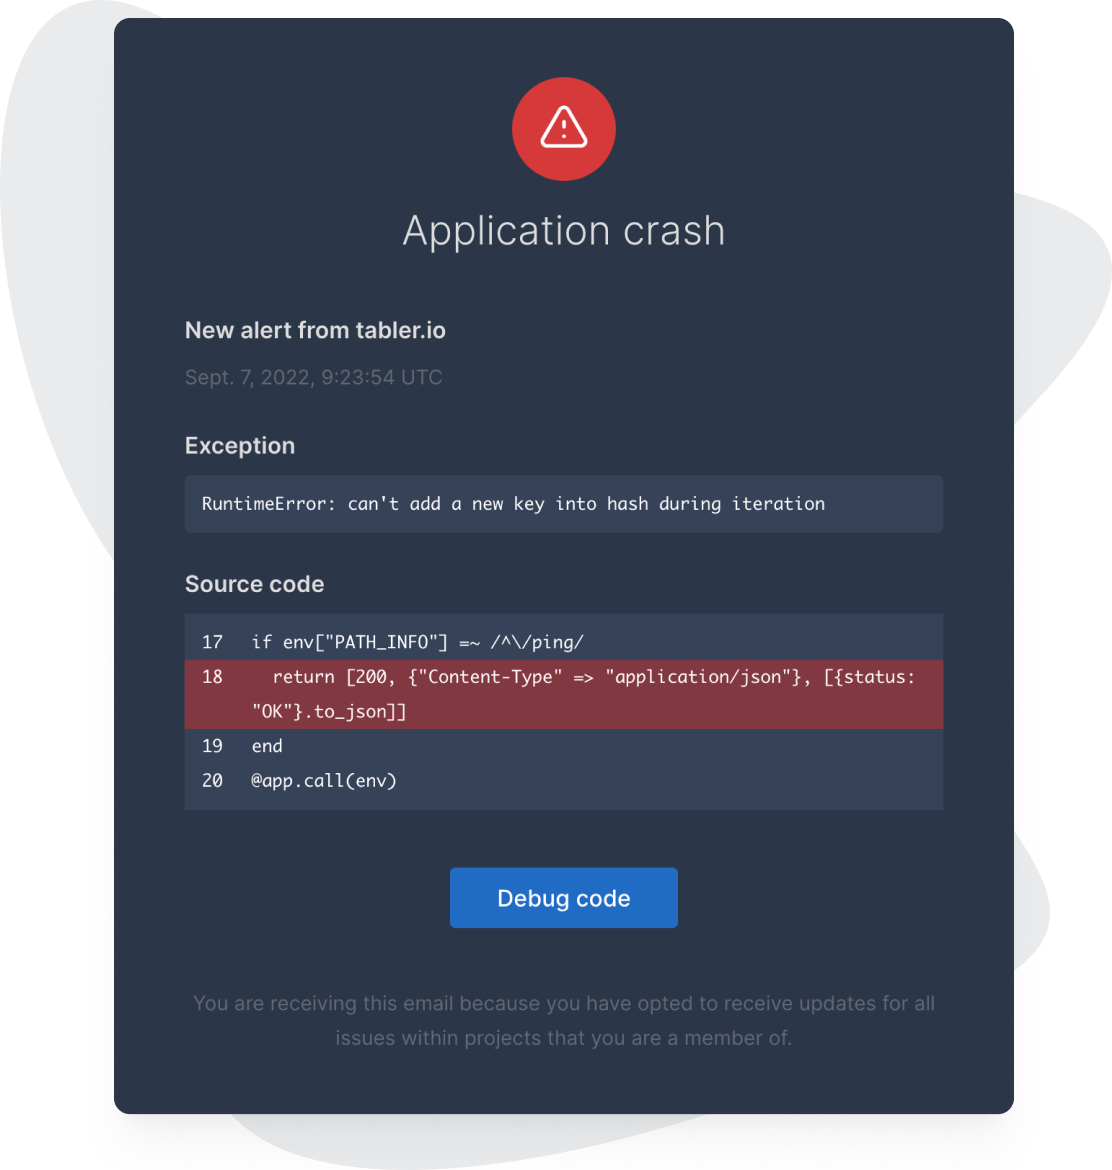 Application crash
New alert from tabler.io
Sept. 7, 2022, 9:23:54 UTC
Exception
RuntimeError: can't add a new key into hash during iteration
Source code
17 if env["PATH_INFO"] =~ /^\/ping/
18 return [200, {"Content-Type" => "application/json"}, [{status:
"OK"}.to_json]]
19 end
20 @app.call(env)
Debug code
You are receiving this email because you have opted to receive updates for all
issues within projects that you are a member of.